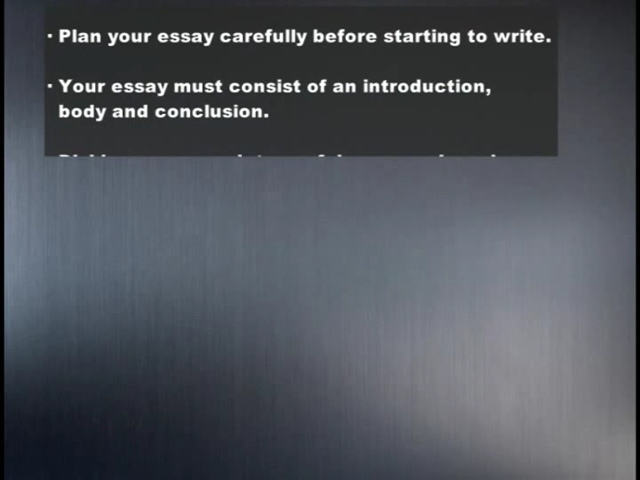 · Plan your essay carefully before starting to write.
· Your essay must consist of an introduction,
body and conclusion.